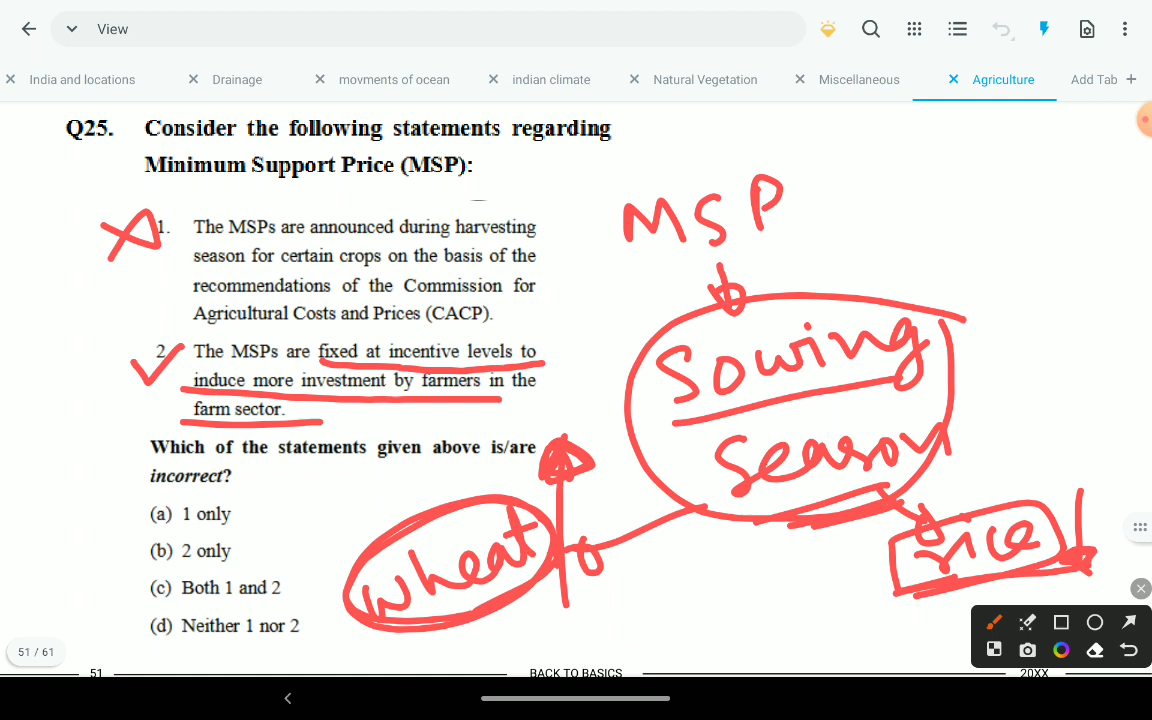 View
India and locations
Drainage
movments of ocean
indian climate
Natural Vegetation
Miscellaneous
Agriculture
Add Tab
Q25. Consider the following statements regarding
Minimum Support Price (MSP):
1. The MSPs are announced during harvesting
season for certain crops on the basis of the
recommendations of the Commission for
Agricultural Costs and Prices (CACP).
2. The MSPs are fixed at incentive levels to
induce more investment by farmers in the
farm sector.
Which of the statements given above is/are
incorrect?
(a) 1 only
(b) 2 only
(c) Both 1 and 2
(d) Neither 1 nor 2
MSP
Sowing
Season
wheat
rice
51 / 61
51
BACK TO BASICS
20XX